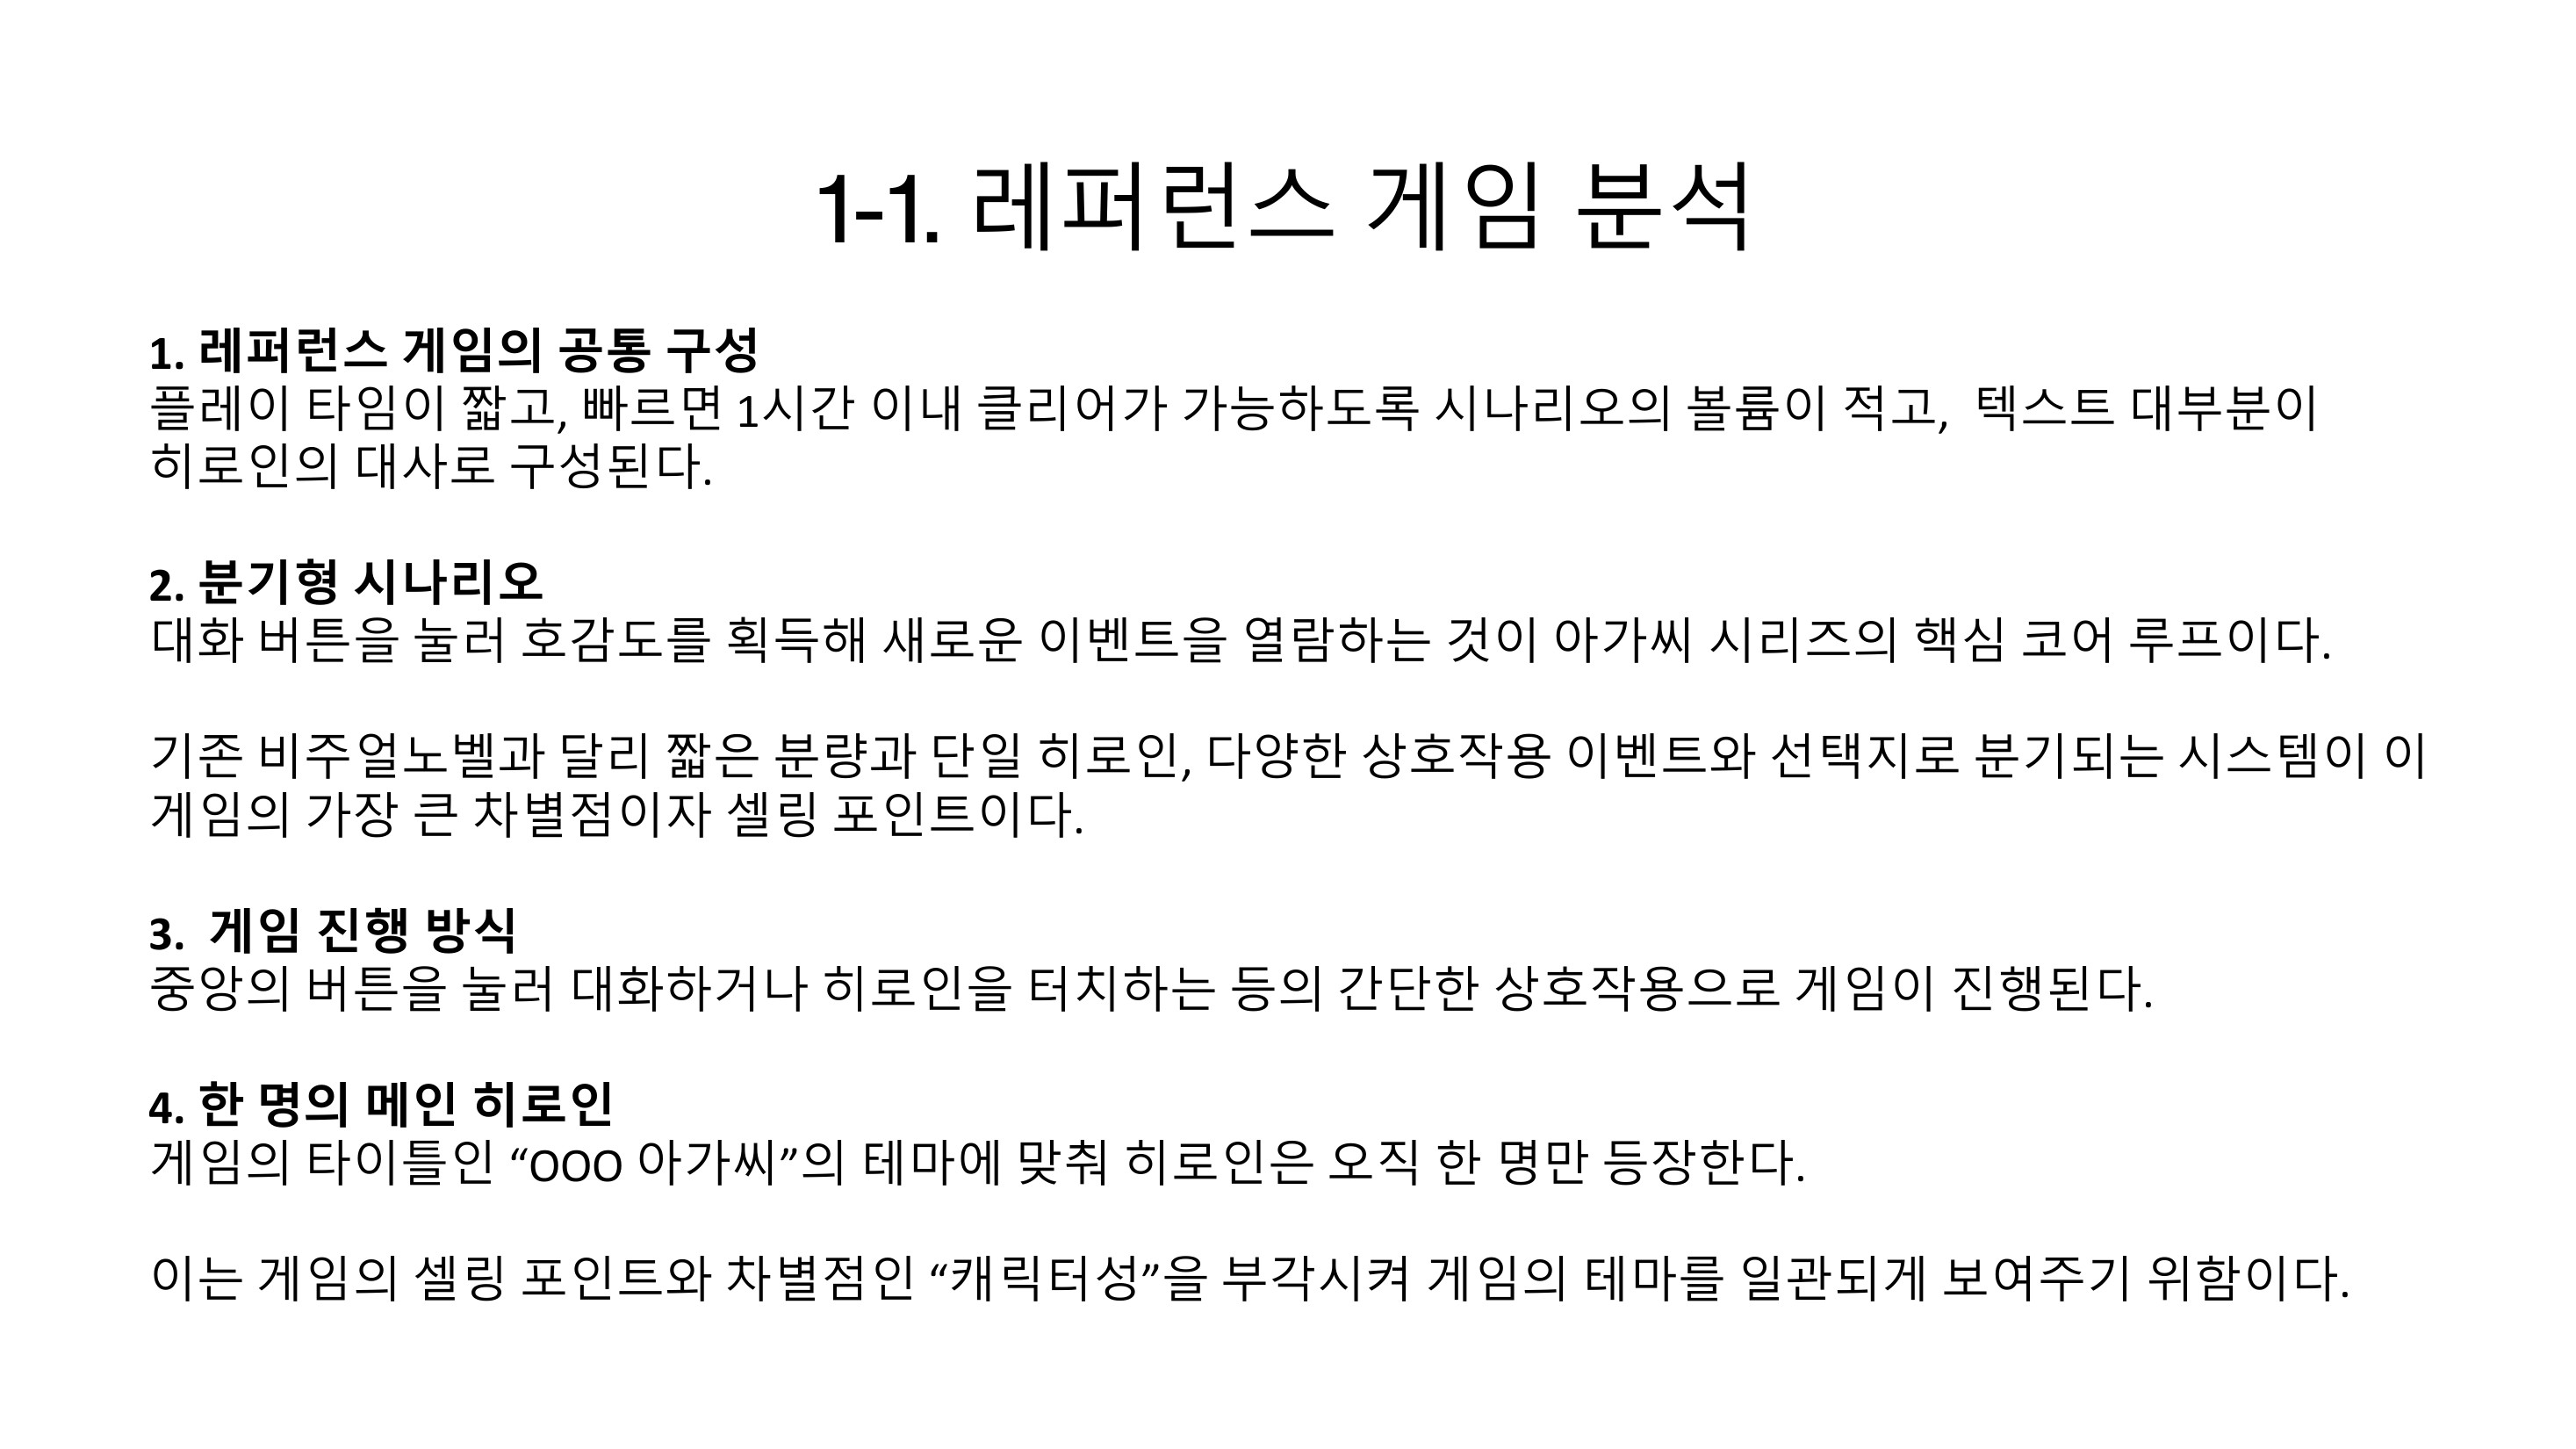 1-1. 레퍼런스 게임 분석
1. 레퍼런스 게임의 공통 구성
플레이 타임이 짧고, 빠르면 1시간 이내 클리어가 가능하도록 시나리오의 볼륨이 적고,  텍스트 대부분이
히로인의 대사로 구성된다.
2. 분기형 시나리오
대화 버튼을 눌러 호감도를 획득해 새로운 이벤트을 열람하는 것이 아가씨 시리즈의 핵심 코어 루프이다.
기존 비주얼노벨과 달리 짧은 분량과 단일 히로인, 다양한 상호작용 이벤트와 선택지로 분기되는 시스템이 이
게임의 가장 큰 차별점이자 셀링 포인트이다.
3.  게임 진행 방식
중앙의 버튼을 눌러 대화하거나 히로인을 터치하는 등의 간단한 상호작용으로 게임이 진행된다.
4. 한 명의 메인 히로인
게임의 타이틀인 “OOO 아가씨”의 테마에 맞춰 히로인은 오직 한 명만 등장한다.
이는 게임의 셀링 포인트와 차별점인 “캐릭터성”을 부각시켜 게임의 테마를 일관되게 보여주기 위함이다.